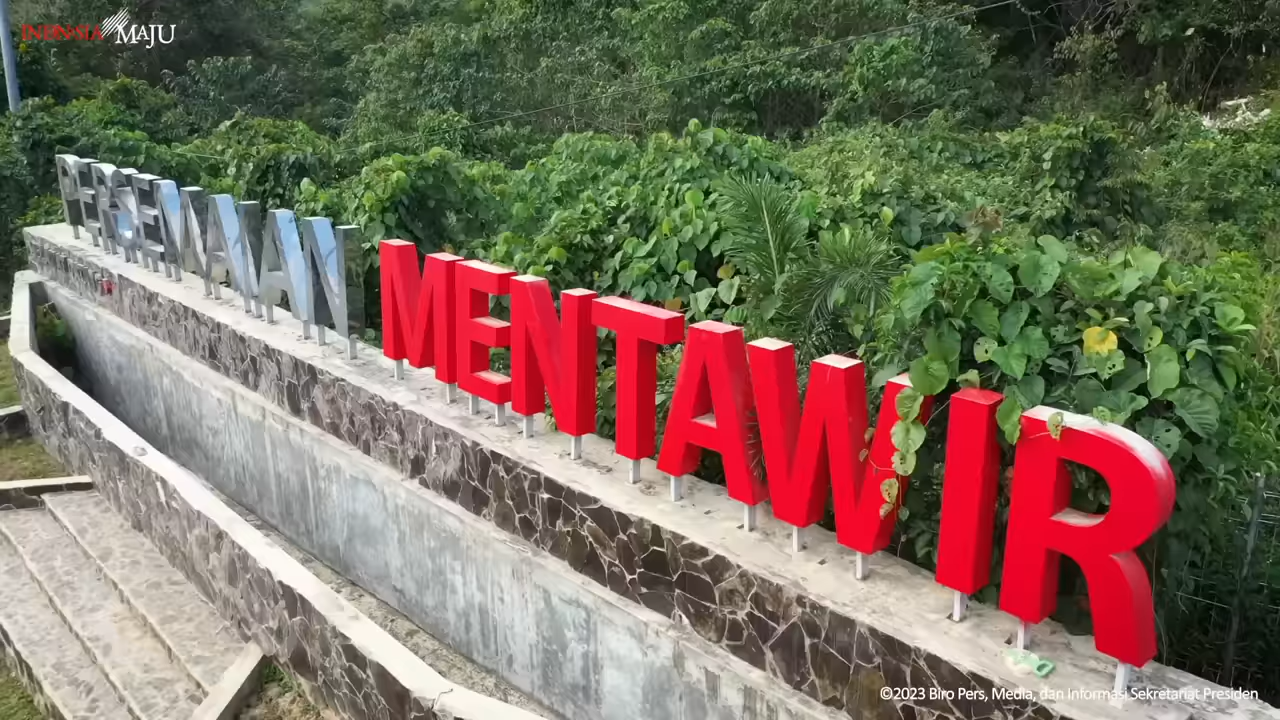 INDONESIA MAJU
PERSEMAIAN MENTAWIR
©2023 Biro Pers, Media, dan Informasi Sekretariat Presiden